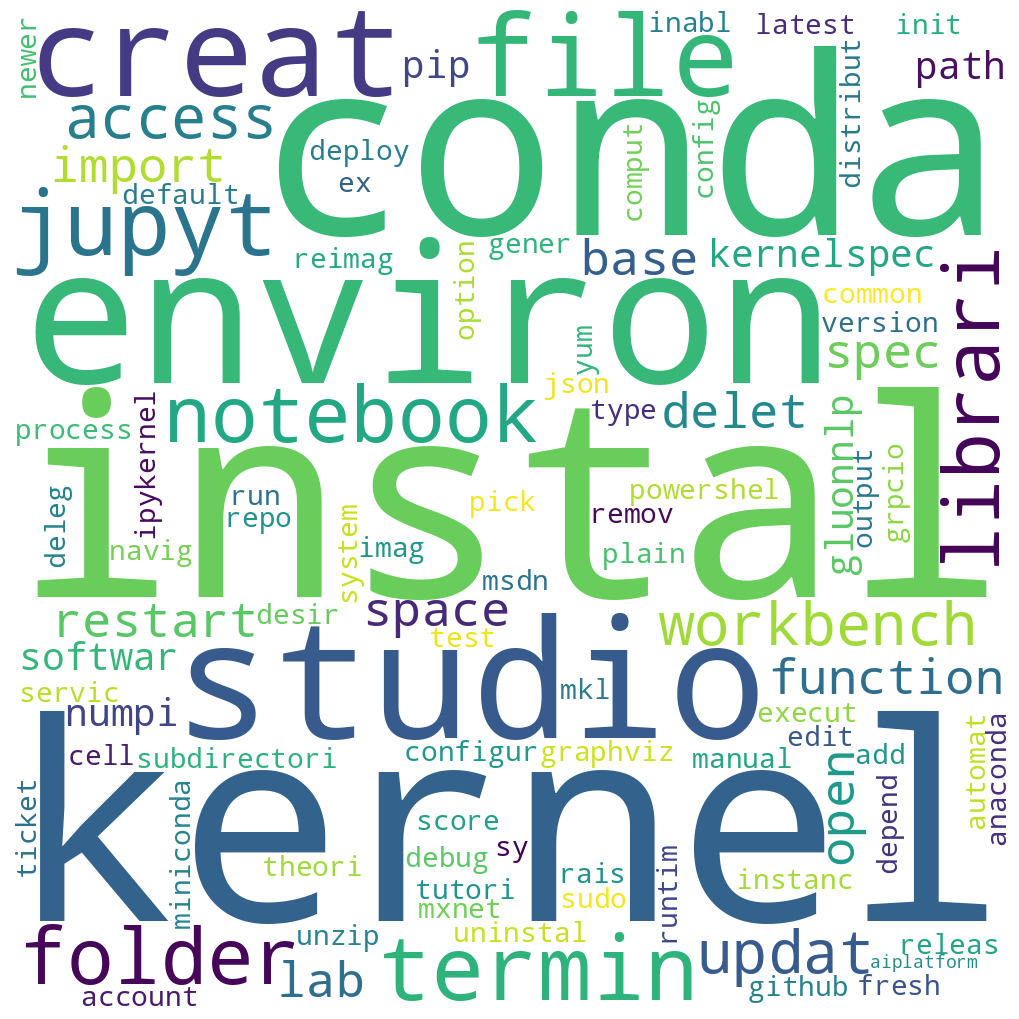 newer
creat
pip
file
inabl
latest
init
path
access
conda
config
distribut
import
deploy
ex
comput
default
jupyt
reimag
gener
option
base
kernelspec
librari
environ
common
version
yum
spec
json
notebook
type
delet
process
ipykernel
instal
gluonnlp
output
grpcio
deleg
run
repo
navig
system
imag
pick
powershel
remov
plain
msdn
restart
desir
space
test
workbench
softwar
studio
mkl
function
servic
numpi
execut
edit
cell
subdirectori
configur
graphviz
manual
add
open
depend
automat
anaconda
ticket
kernel
miniconda
score
sy
debug
theori
tutori
rais
instanc
mxnet
sudo
runtim
folder
unzip
uninstal
updat
releas
lab
termin
aiplatform
account
github
fresh